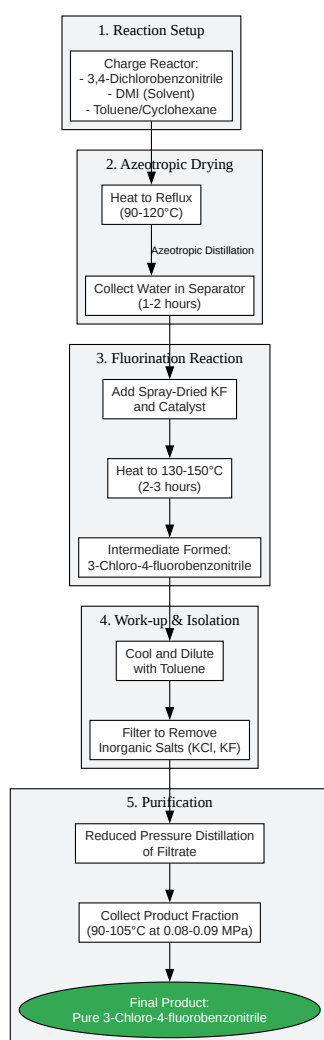 1. Reaction Setup
Charge Reactor:
- 3,4-Dichlorobenzonitrile
- DMI (Solvent)
- Toluene/Cyclohexane
2. Azeotropic Drying
Heat to Reflux
(90-120°C)
Azeotropic Distillation
Collect Water in Separator
(1-2 hours)
3. Fluorination Reaction
Add Spray-Dried KF
and Catalyst
Heat to 130-150°C
(2-3 hours)
Intermediate Formed:
3-Chloro-4-fluorobenzonitrile
4. Work-up & Isolation
Cool and Dilute
with Toluene
Filter to Remove
Inorganic Salts (KCl, KF)
5. Purification
Reduced Pressure Distillation
of Filtrate
Collect Product Fraction
(90-105°C at 0.08-0.09 MPa)
Final Product:
Pure 3-Chloro-4-fluorobenzonitrile